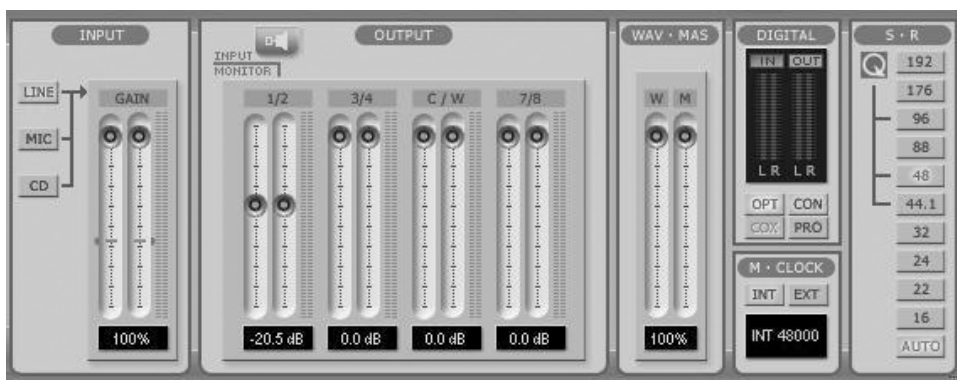 INPUT
LINE
MIC
CD
GAIN
100%
OUTPUT
INPUT
MONITOR
1/2
3/4
C / W
7/8
-20.5 dB
0.0 dB
0.0 dB
0.0 dB
WAV · MAS
W M
100%
DIGITAL
IN OUT
L R L R
OPT CON
COX PRO
M · CLOCK
INT EXT
INT 48000
S · R
Q
192
176
96
88
48
44.1
32
24
22
16
AUTO